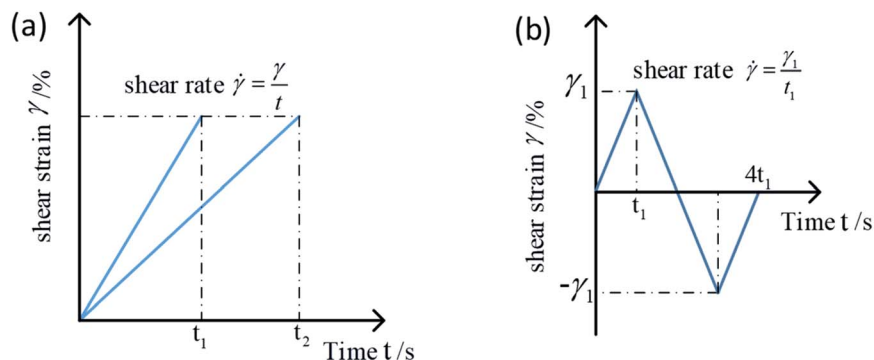 (a)
shear strain γ/%
shear rate γ̇ = γ/t
t₁
t₂
Time t/s
(b)
shear strain γ/%
shear rate γ̇ = γ₁/t₁
γ₁
4t₁
t₁
Time t/s
-γ₁